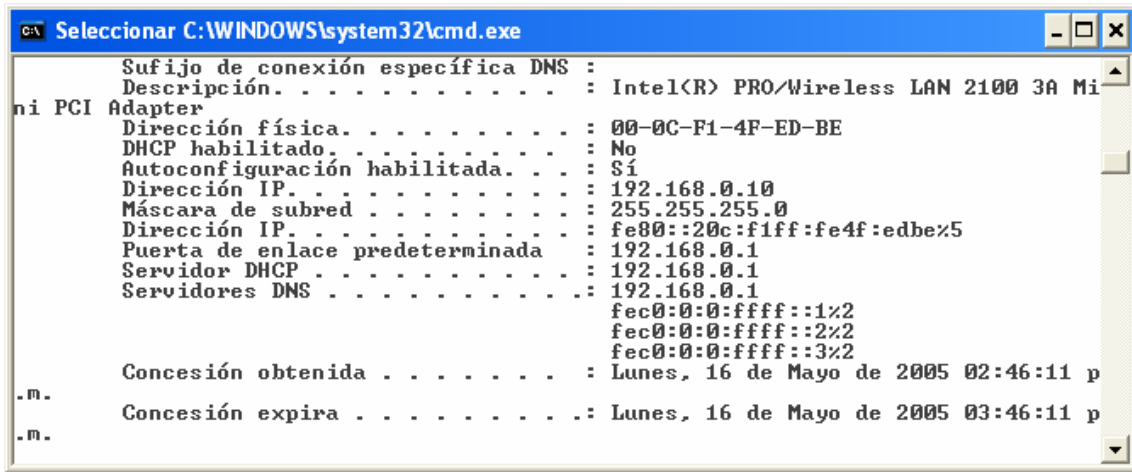 Seleccionar C:\WINDOWS\system32\cmd.exe
Sufijo de conexión específica DNS :
Descripción. . . . . . . . . . . : Intel(R) PRO/Wireless LAN 2100 3A Mi
ni PCI Adapter
Dirección física. . . . . . . . . : 00-0C-F1-4F-ED-BE
DHCP habilitado. . . . . . . . . : No
Autoconfiguración habilitada. . . : Sí
Dirección IP. . . . . . . . . . . : 192.168.0.10
Máscara de subred . . . . . . . . : 255.255.255.0
Dirección IP. . . . . . . . . . . : fe80::20c:f1ff:fe4f:edbe%5
Puerta de enlace predeterminada   : 192.168.0.1
Servidor DHCP . . . . . . . . . . : 192.168.0.1
Servidores DNS . . . . . . . . . .: 192.168.0.1
fec0:0:0:ffff::1%2
fec0:0:0:ffff::2%2
fec0:0:0:ffff::3%2
Concesión obtenida . . . . . . . : Lunes, 16 de Mayo de 2005 02:46:11 p
.m.
Concesión expira . . . . . . . . .: Lunes, 16 de Mayo de 2005 03:46:11 p
.m.